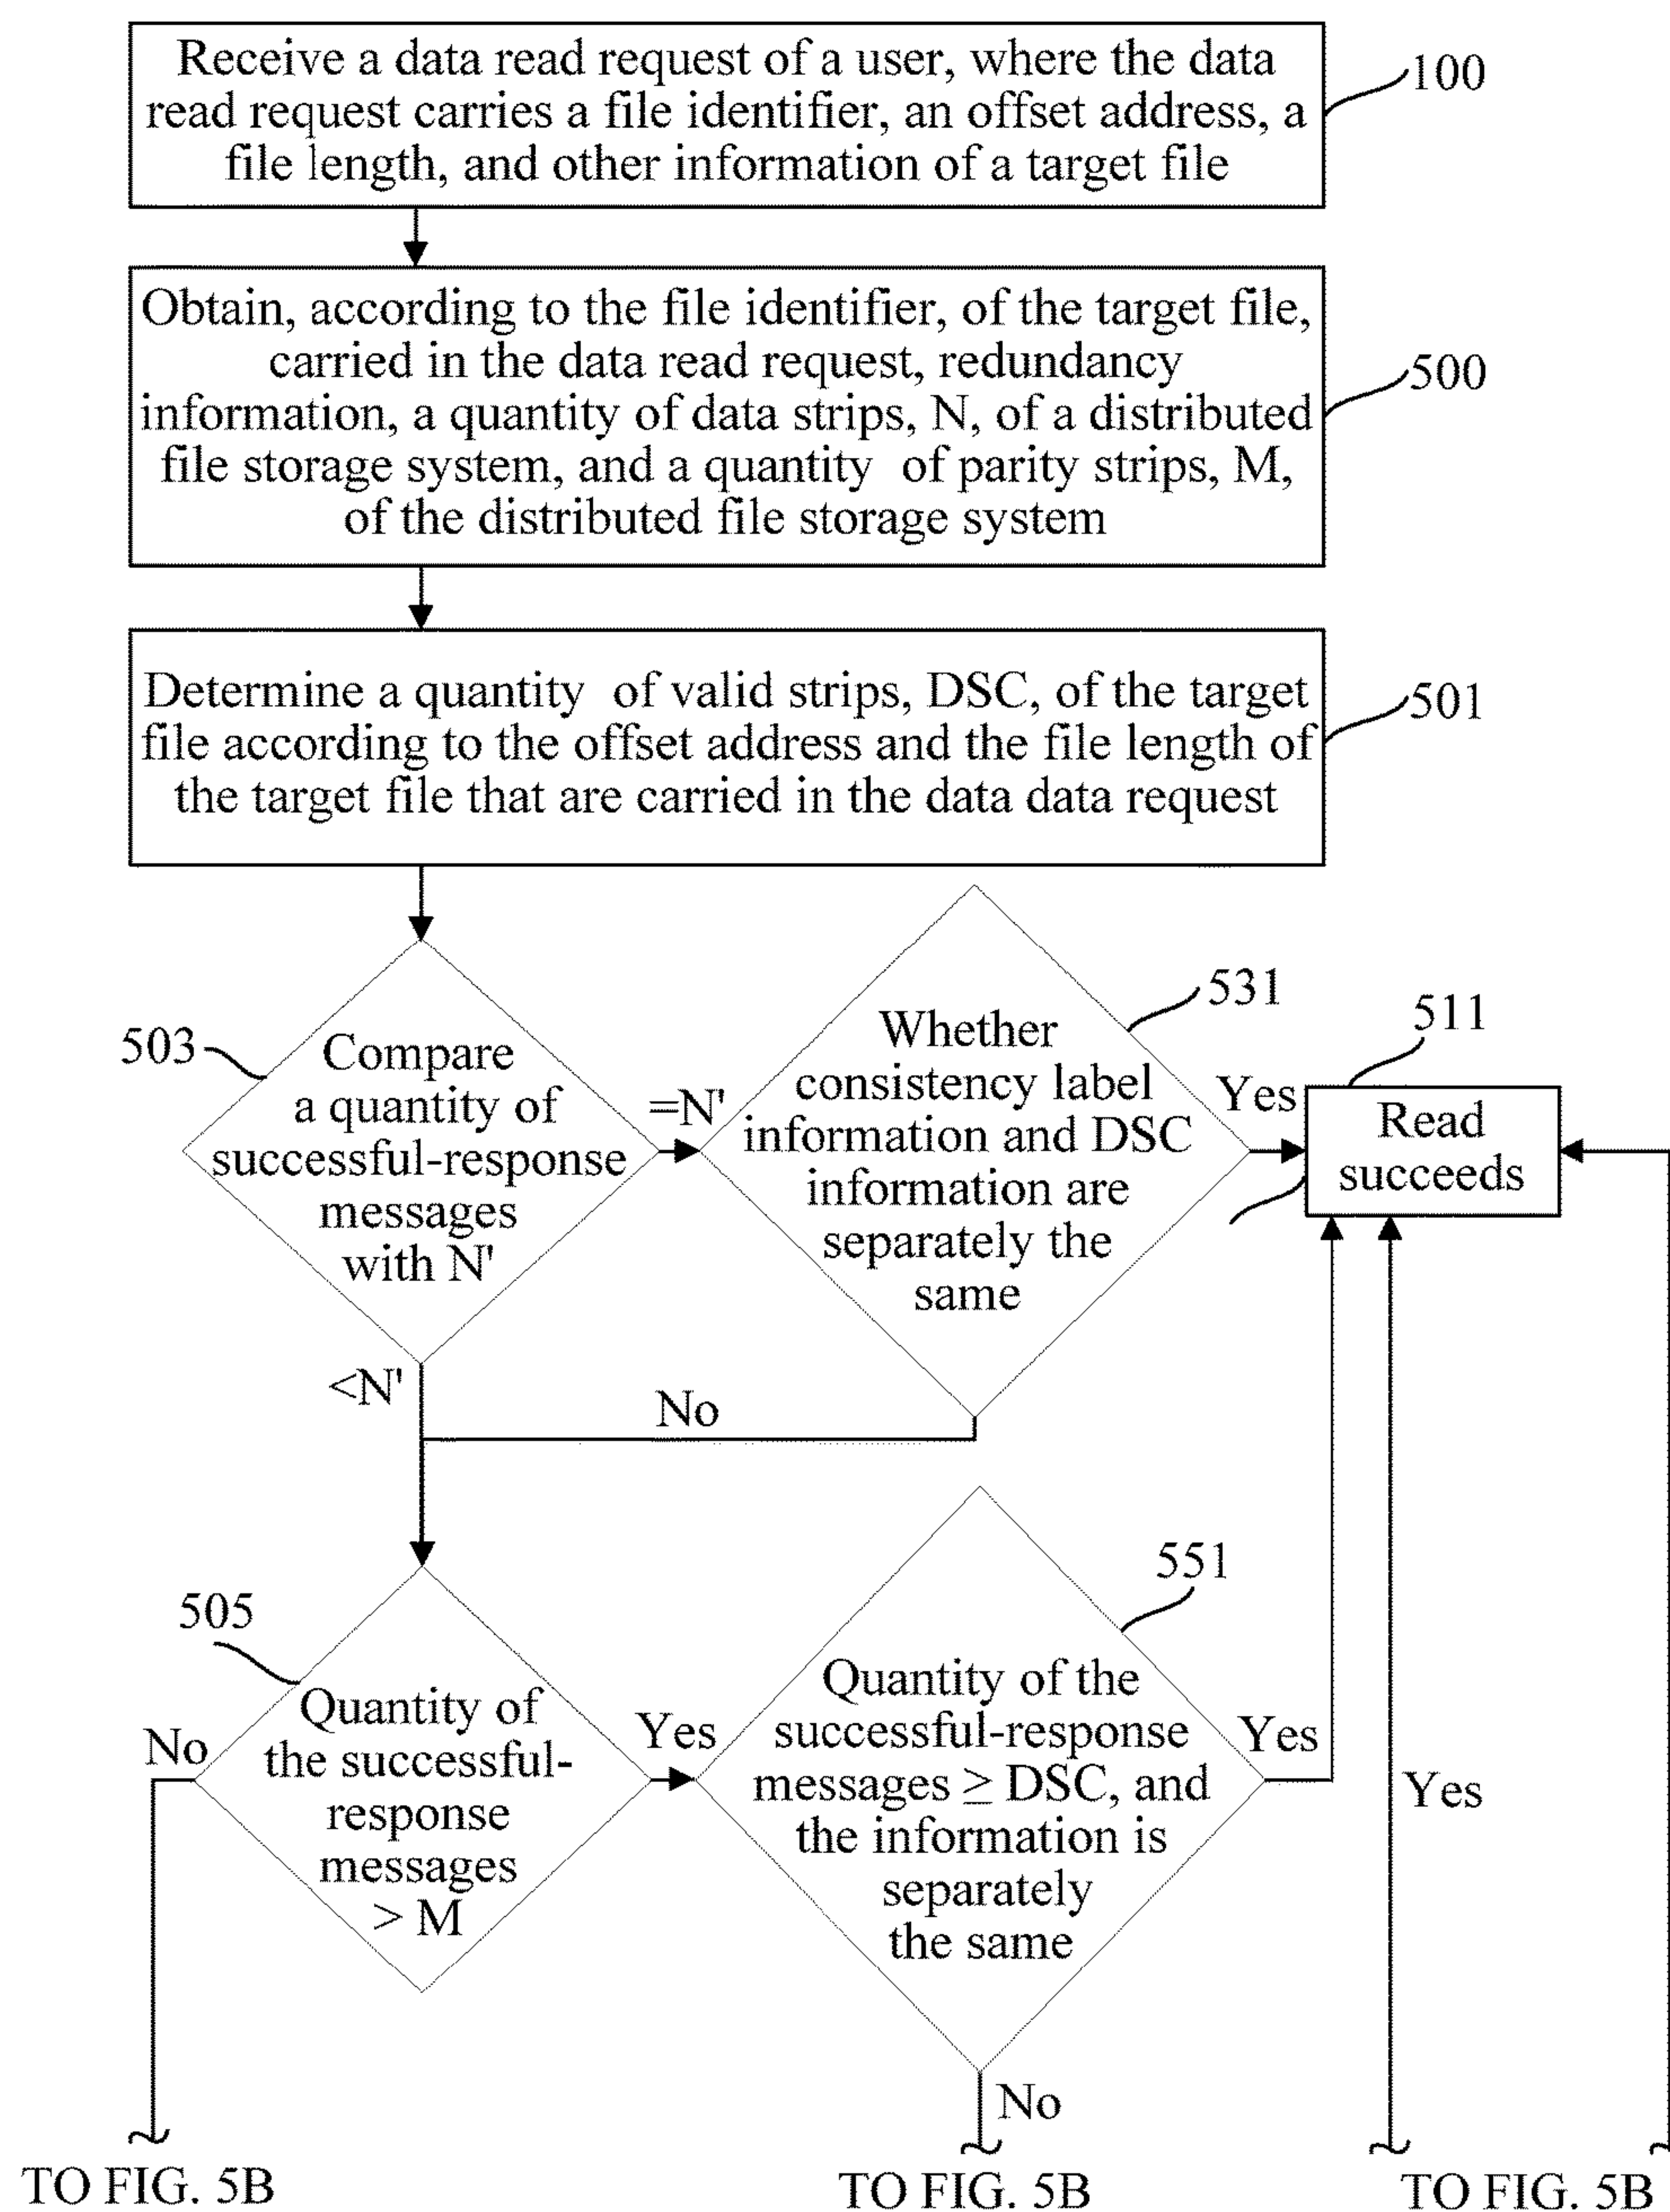 Receive a data read request of a user, where the data
read request carries a file identifier, an offset address, a
file length, and other information of a target file
100
Obtain, according to the file identifier, of the target file,
carried in the data read request, redundancy
information, a quantity of data strips, N, of a distributed
file storage system, and a quantity of parity strips, M,
of the distributed file storage system
500
Determine a quantity of valid strips, DSC, of the target
file according to the offset address and the file length of
the target file that are carried in the data data request
501
503
Compare
a quantity of
successful-response
messages
with N'
=N'
<N'
531
Whether
consistency label
information and DSC
information are
separately the
same
Yes
No
511
Read
succeeds
505
Quantity of
the successful-
response
messages
> M
No
Yes
551
Quantity of the
successful-response
messages ≥ DSC, and
the information is
separately
the same
Yes
No
Yes
TO FIG. 5B
TO FIG. 5B
TO FIG. 5B